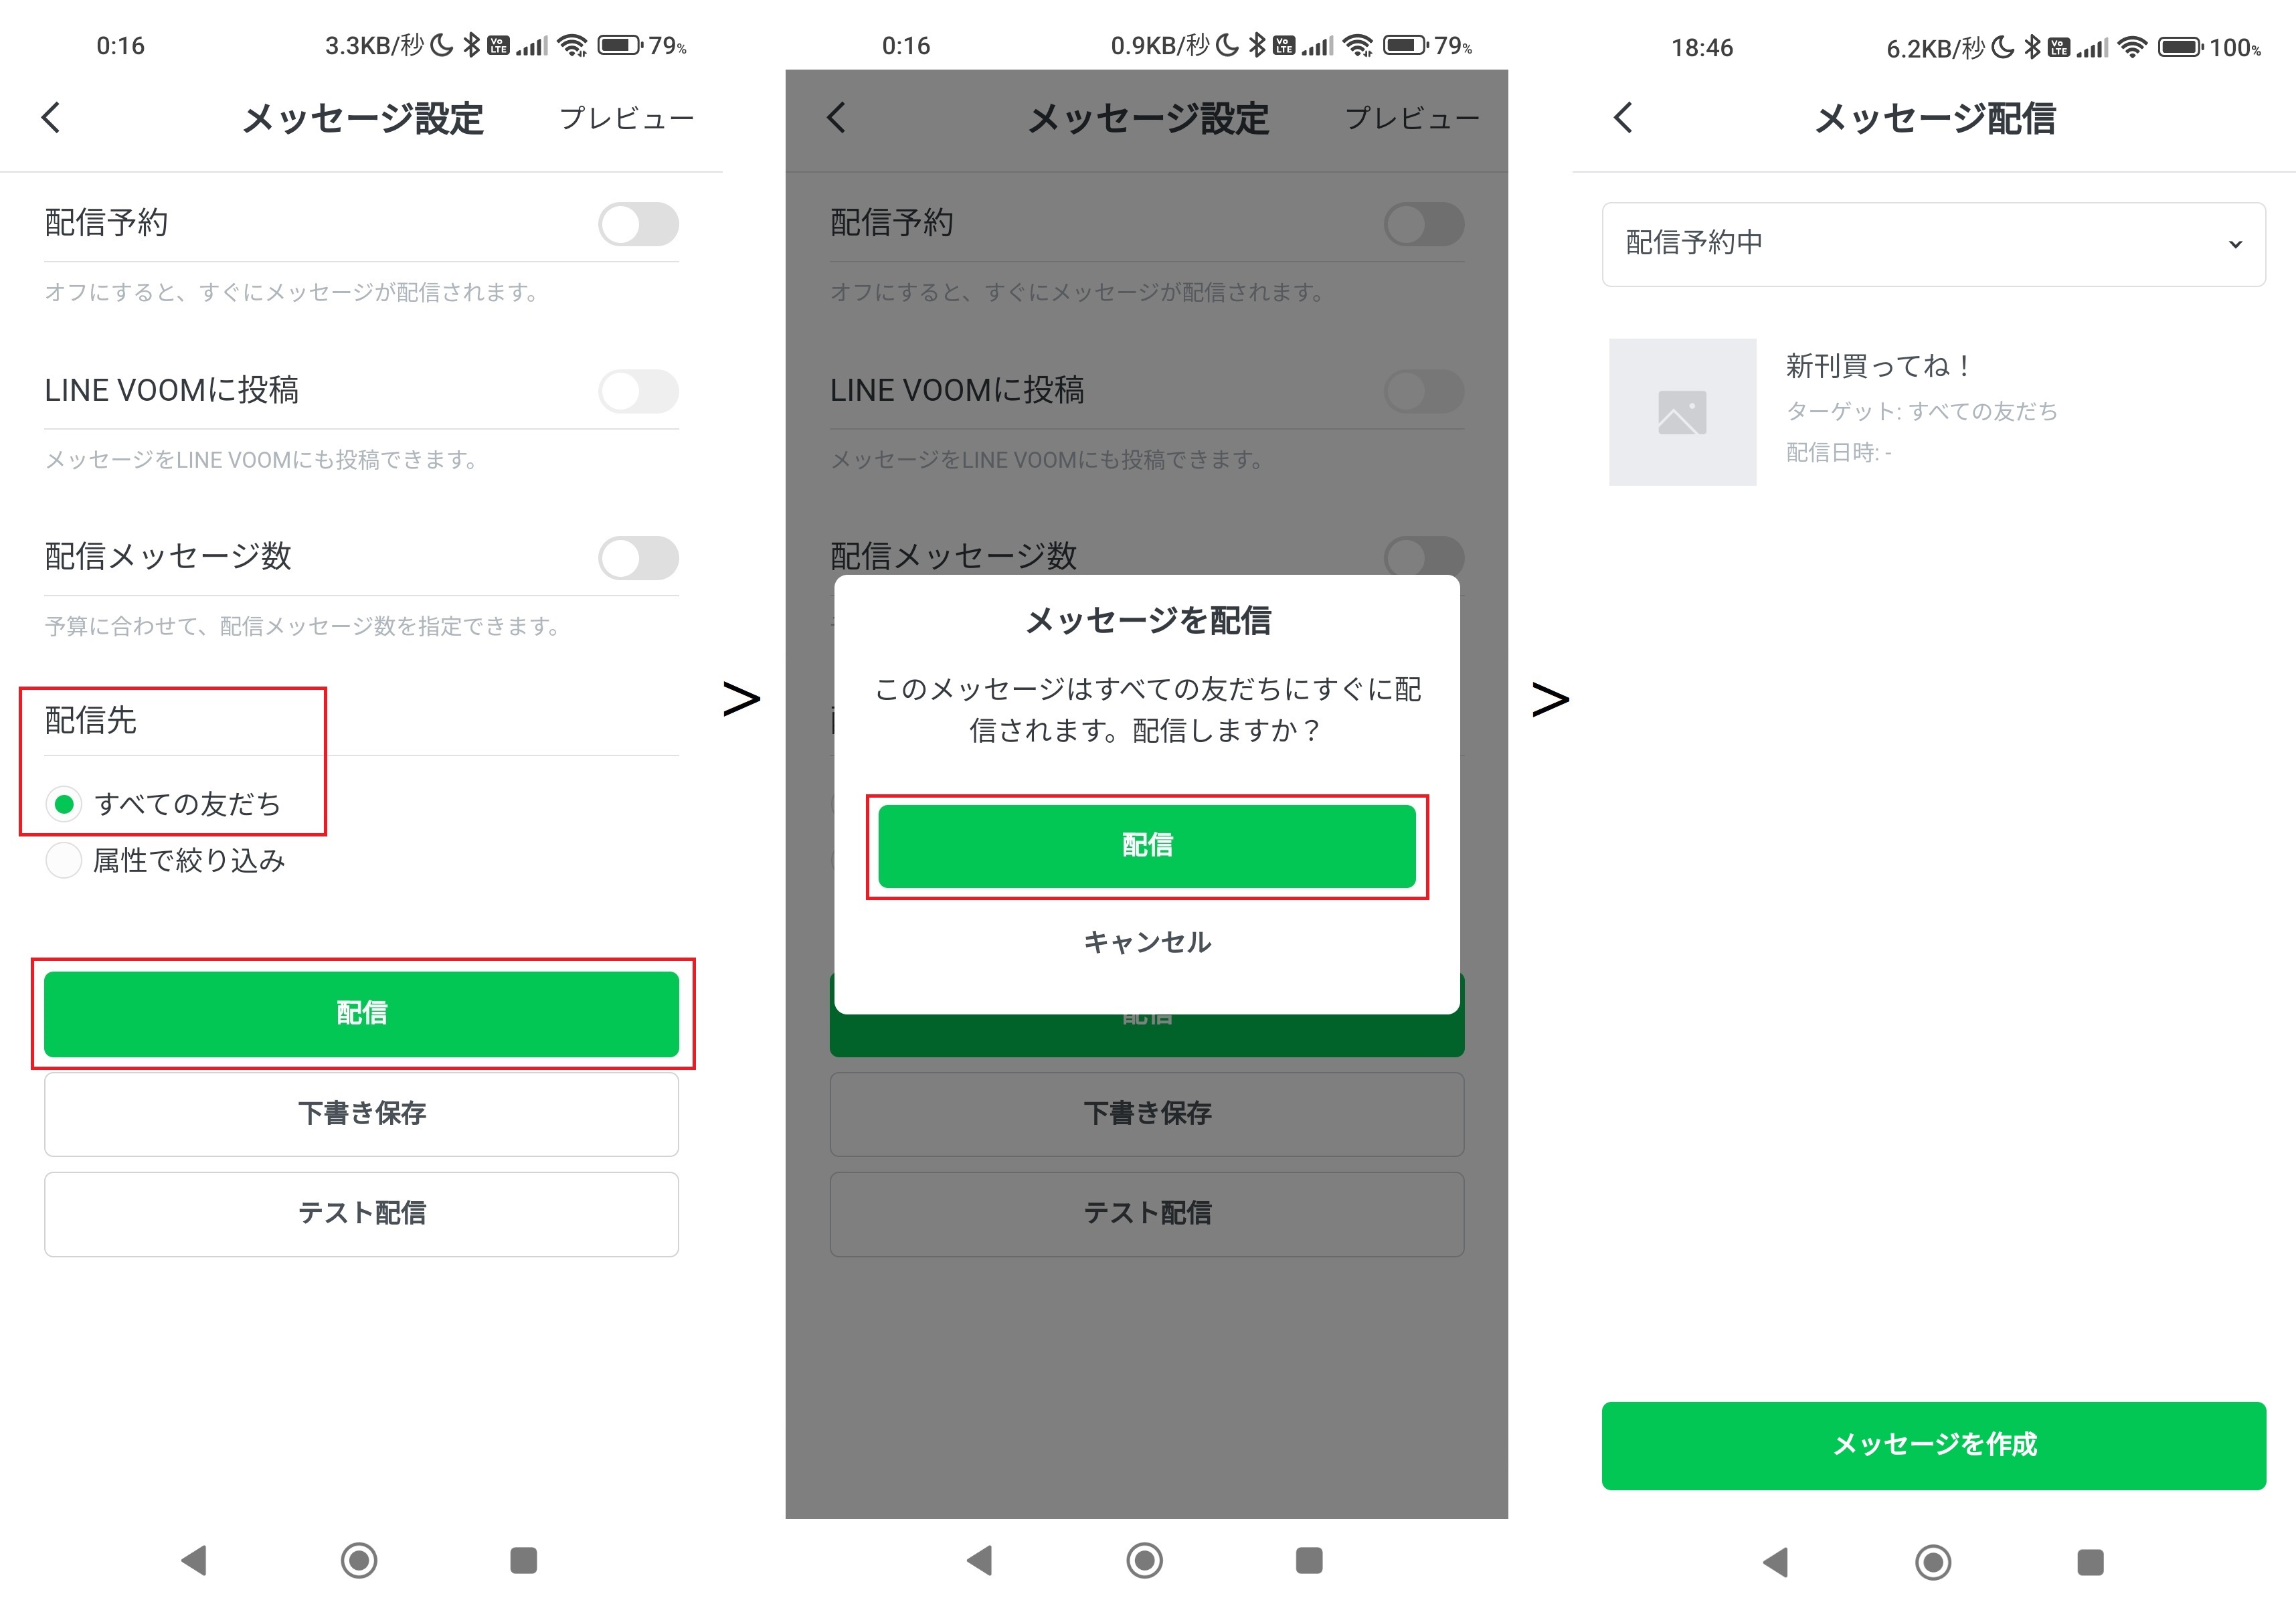 0:16
3.3KB/秒 Vo LTE 79%
メッセージ設定
プレビュー
配信予約
オフにすると、すぐにメッセージが配信されます。
LINE VOOMに投稿
メッセージをLINE VOOMにも投稿できます。
配信メッセージ数
予算に合わせて、配信メッセージ数を指定できます。
配信先
すべての友だち
属性で絞り込み
配信
下書き保存
テスト配信
>
0:16
0.9KB/秒 Vo LTE 79%
メッセージ設定
プレビュー
配信予約
オフにすると、すぐにメッセージが配信されます。
LINE VOOMに投稿
メッセージをLINE VOOMにも投稿できます。
配信メッセージ数
メッセージを配信
このメッセージはすべての友だちにすぐに配
信されます。配信しますか？
配信
キャンセル
配信
下書き保存
テスト配信
>
18:46
6.2KB/秒 Vo LTE 100%
メッセージ配信
配信予約中
新刊買ってね！
ターゲット: すべての友だち
配信日時: -
メッセージを作成